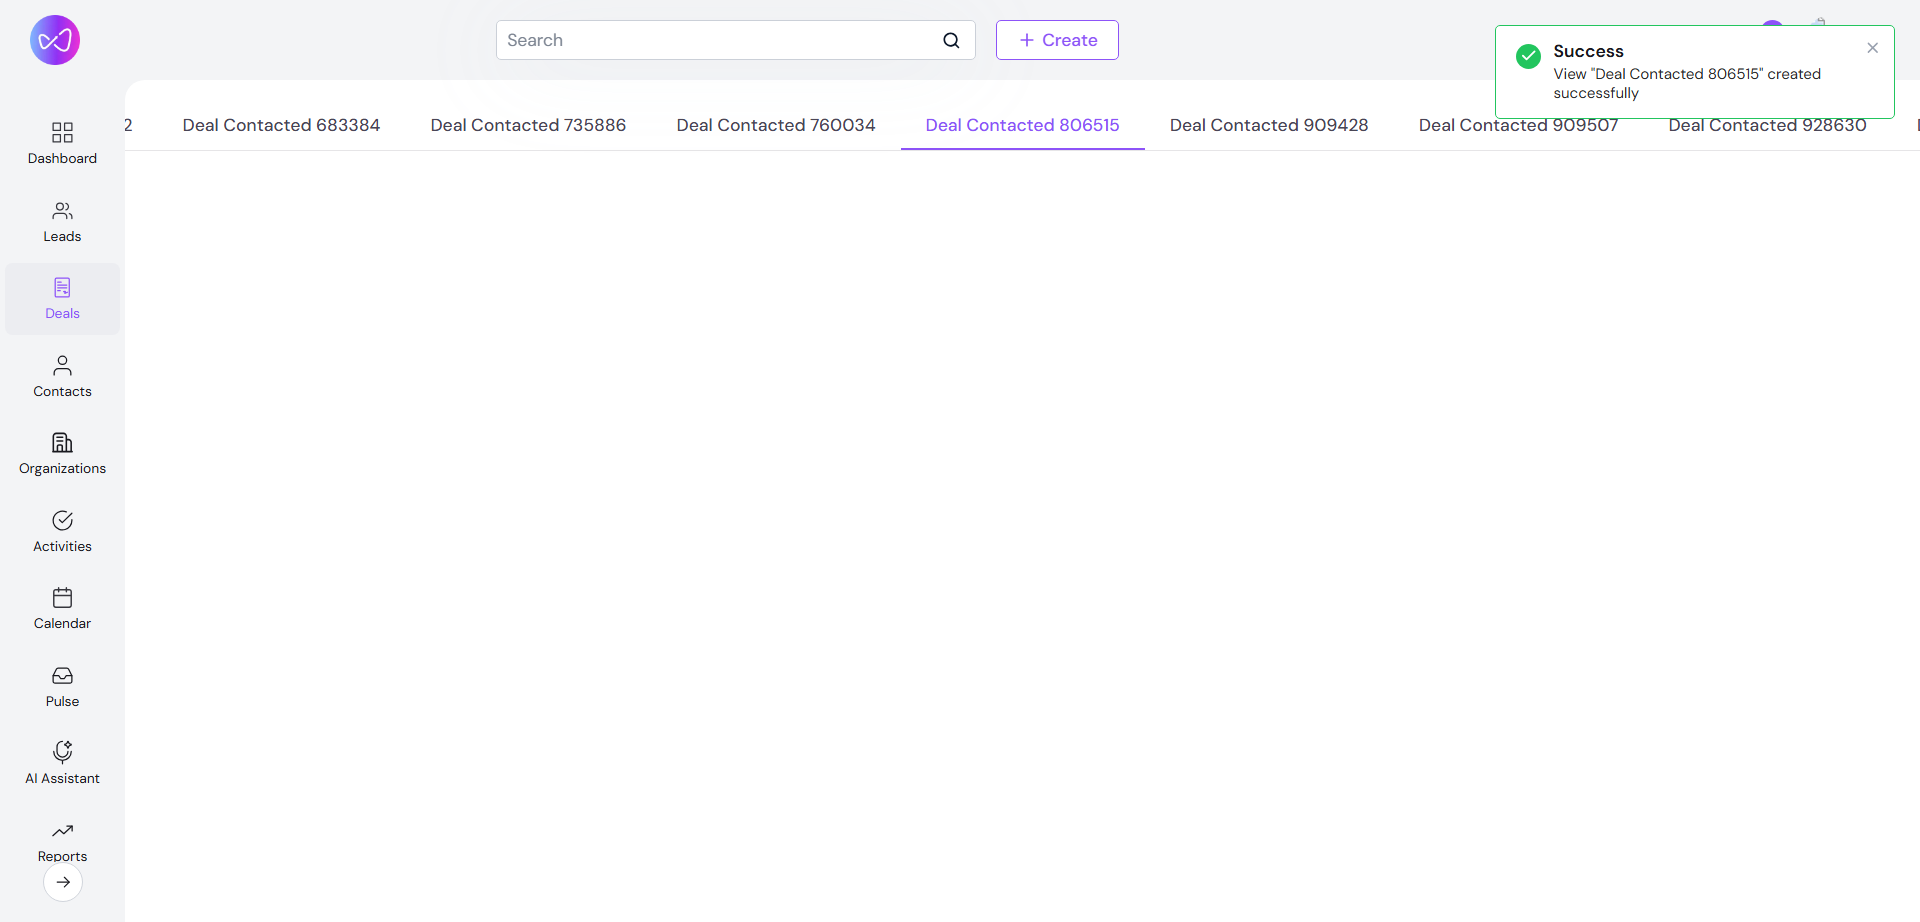 Search
Create
Success
View "Deal Contacted 806515" created
successfully
2
Deal Contacted 683384
Deal Contacted 735886
Deal Contacted 760034
Deal Contacted 806515
Deal Contacted 909428
Deal Contacted 909507
Deal Contacted 928630
Dashboard
Leads
Deals
Contacts
Organizations
Activities
Calendar
Pulse
AI Assistant
Reports